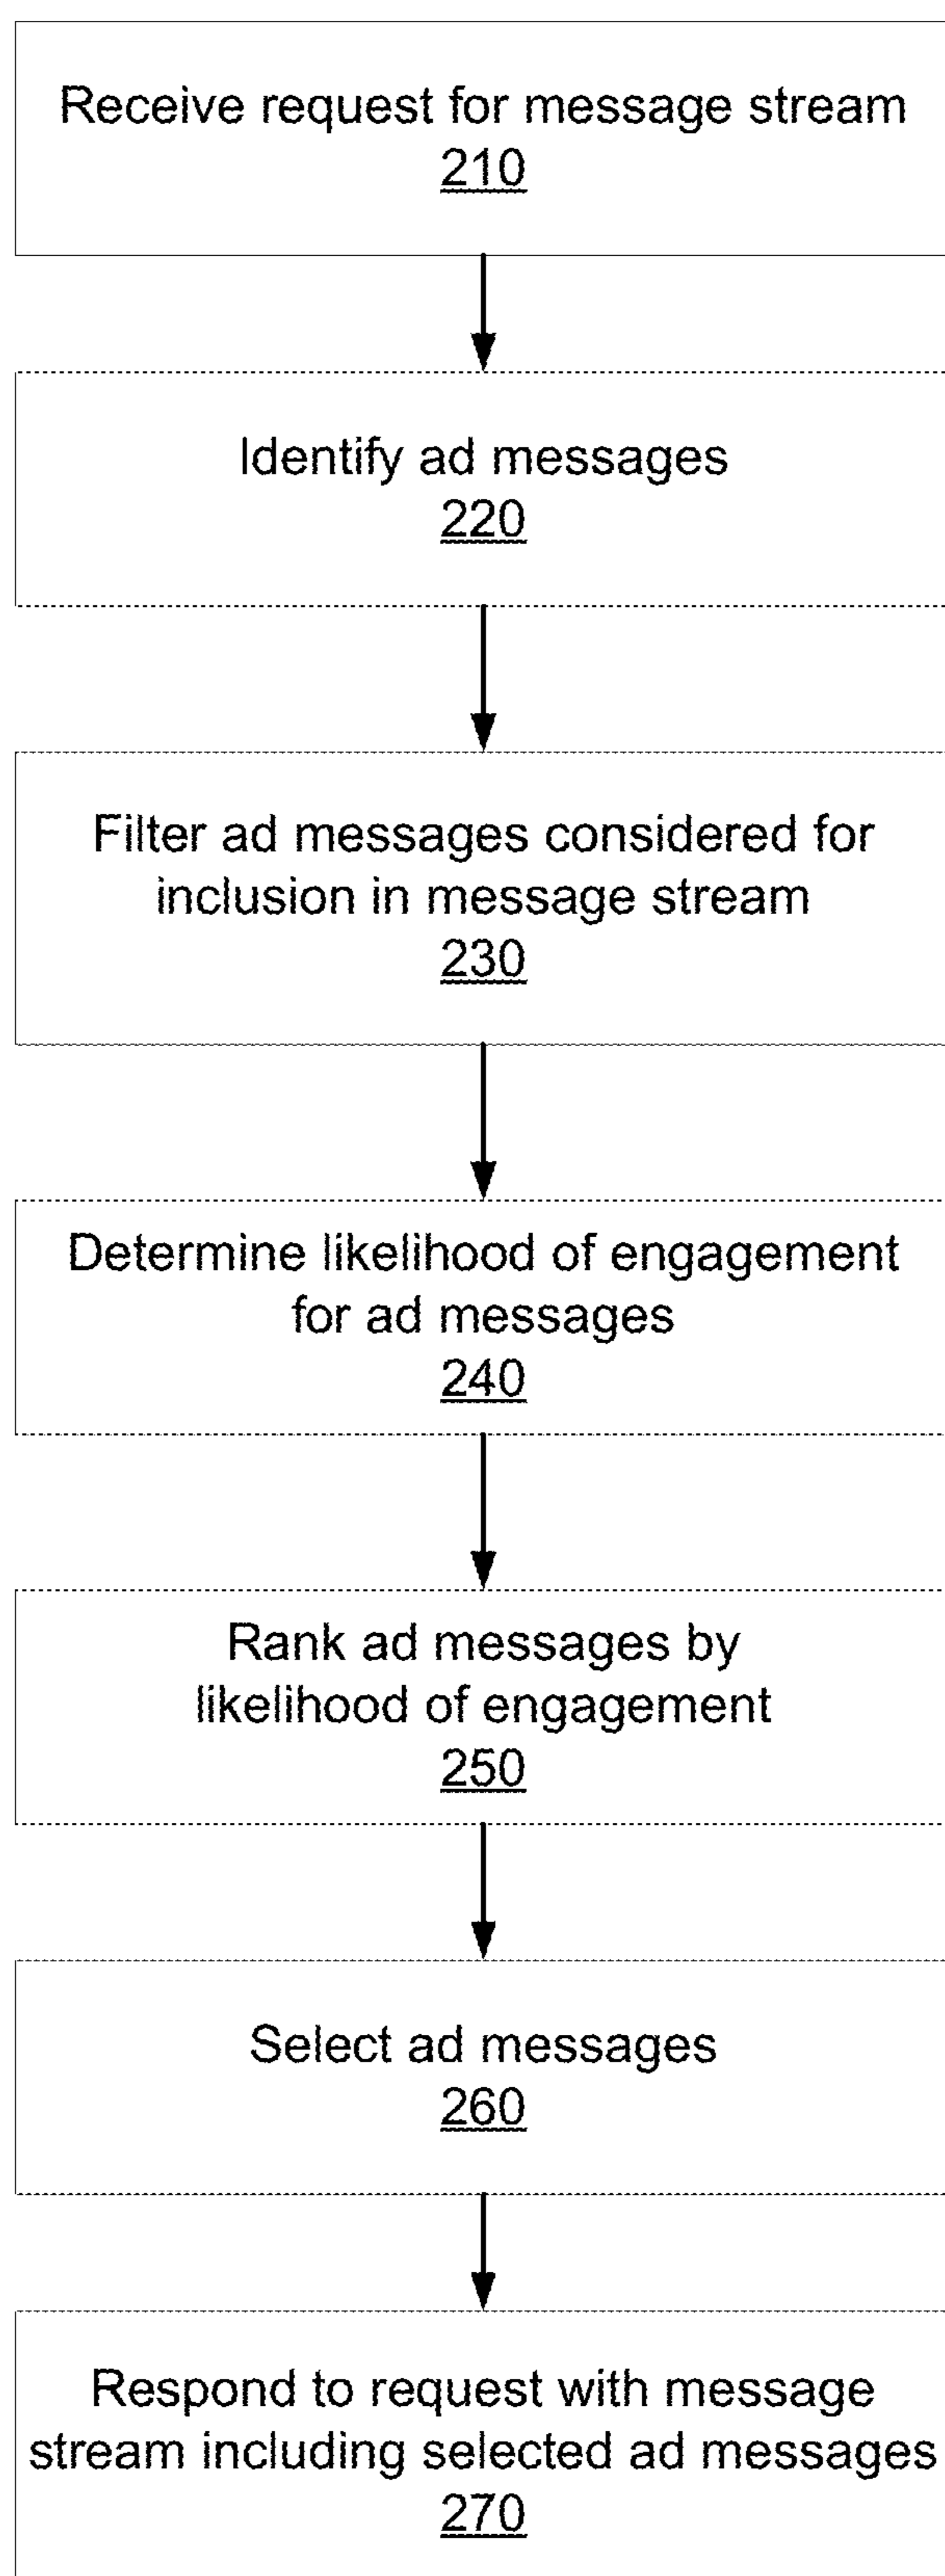 Receive request for message stream
210
Identify ad messages
220
Filter ad messages considered for
inclusion in message stream
230
Determine likelihood of engagement
for ad messages
240
Rank ad messages by
likelihood of engagement
250
Select ad messages
260
Respond to request with message
stream including selected ad messages
270